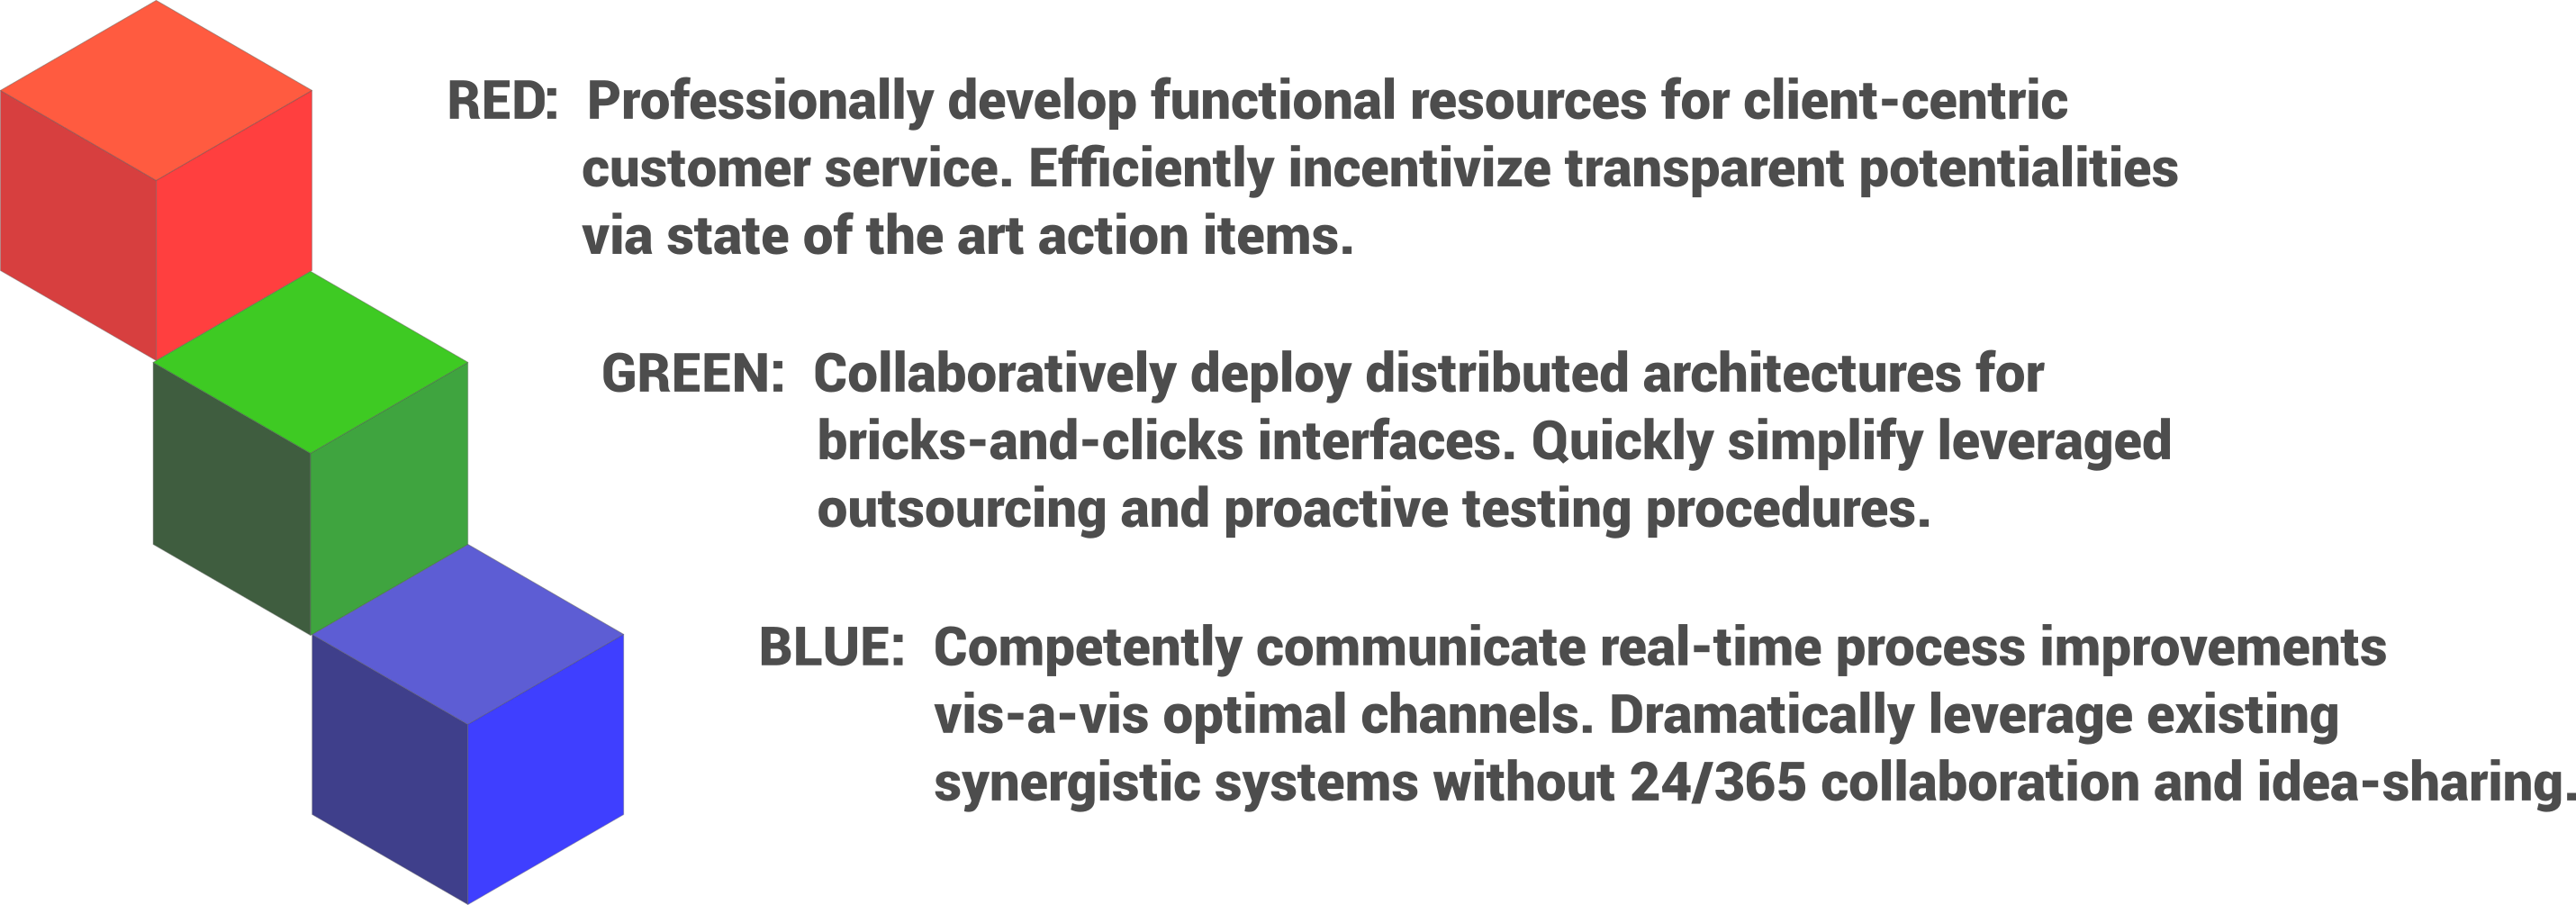 RED: Professionally develop functional resources for client-centric
customer service. Efficiently incentivize transparent potentialities
via state of the art action items.
GREEN: Collaboratively deploy distributed architectures for
bricks-and-clicks interfaces. Quickly simplify leveraged
outsourcing and proactive testing procedures.
BLUE: Competently communicate real-time process improvements
vis-a-vis optimal channels. Dramatically leverage existing
synergistic systems without 24/365 collaboration and idea-sharing.